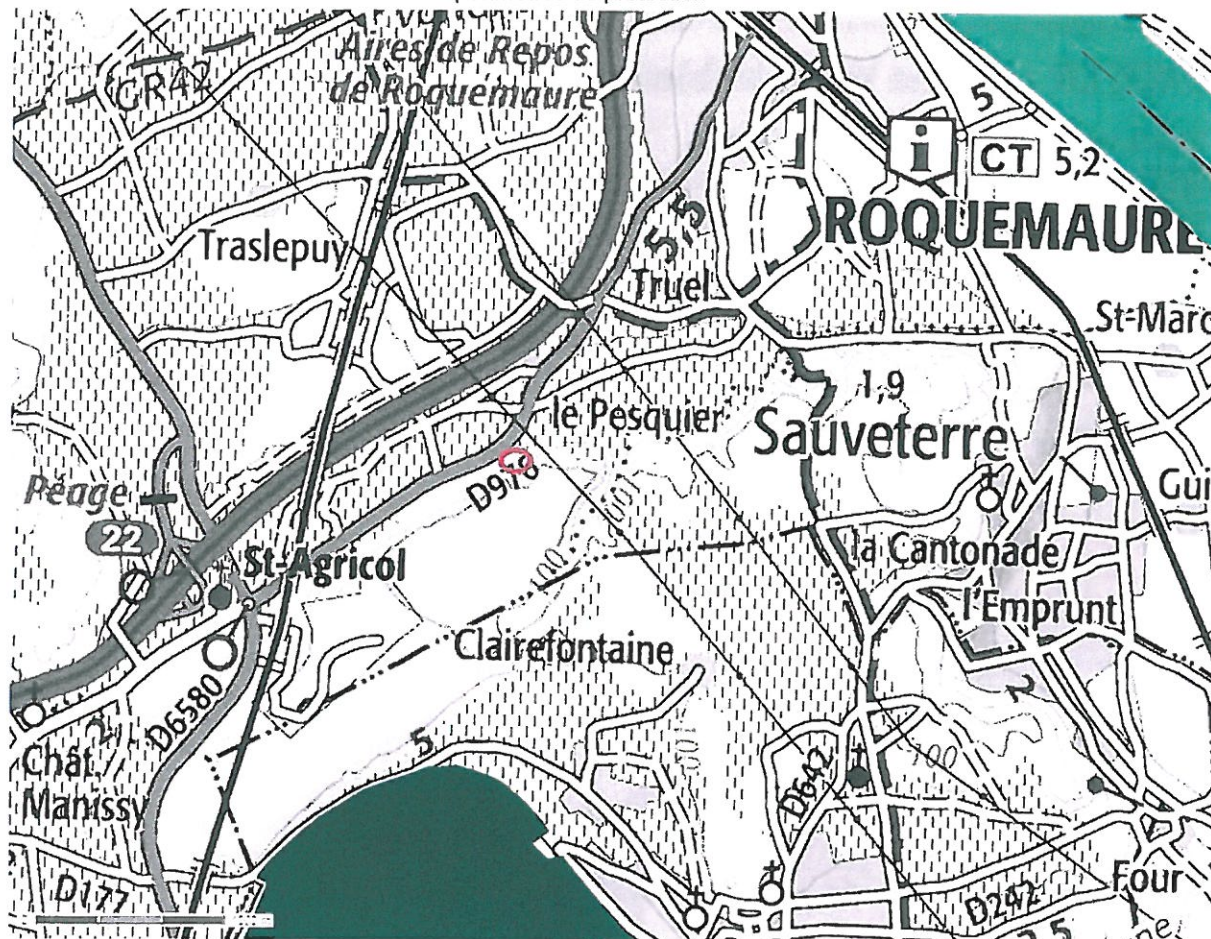 Aires de Repos
de Roquemaure
GR42
5
i
CT 5,2
ROQUEMAURE
5,5
Traslepuy
Truel
St-Marc
1,9
le Pesquier
Sauveterre
Péage
D976
Gui
22
100
St-Agricol
la Cantonade
100
l'Emprunt
Clairefontaine
2
D6580
2
5
100
100
Chât.
Manissy
D642
D177
Four
D242